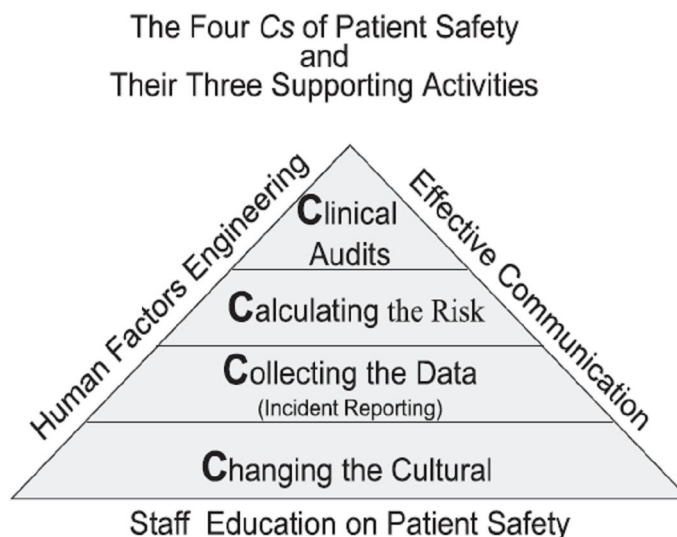 The Four Cs of Patient Safety
and
Their Three Supporting Activities
Human Factors Engineering
Effective Communication
Clinical
Audits
Calculating the Risk
Collecting the Data
(Incident Reporting)
Changing the Cultural
Staff Education on Patient Safety